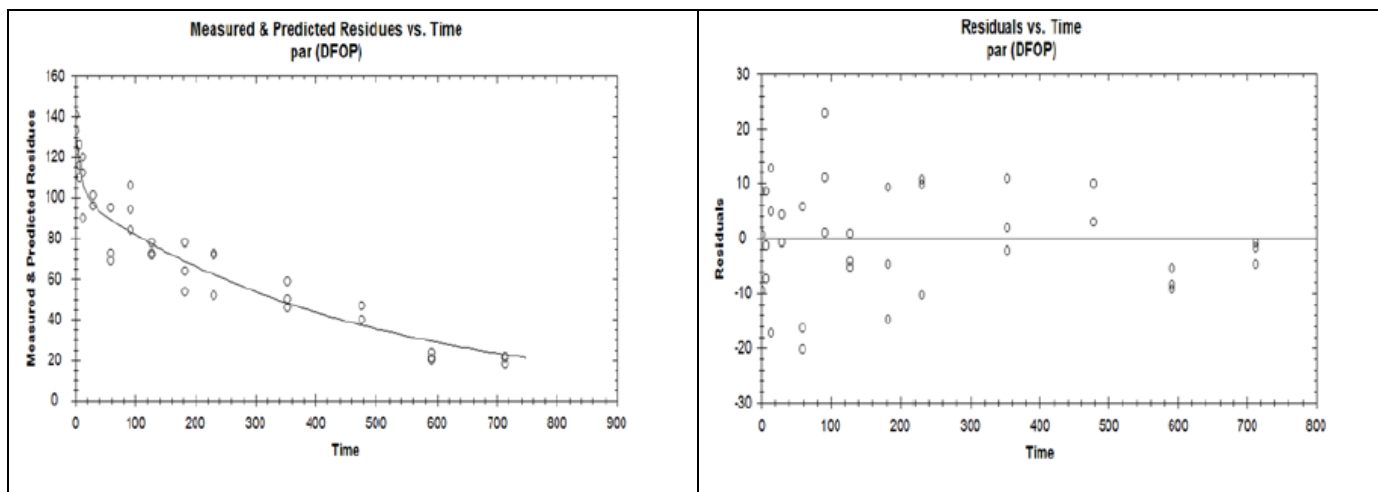 Measured & Predicted Residues vs. Time
par (DFOP)
Measured & Predicted Residues
160
140
120
100
80
60
40
20
0
0 100 200 300 400 500 600 700 800 900
Time
Residuals vs. Time
par (DFOP)
Residuals
30
20
10
0
-10
-20
-30
0 100 200 300 400 500 600 700 800
Time